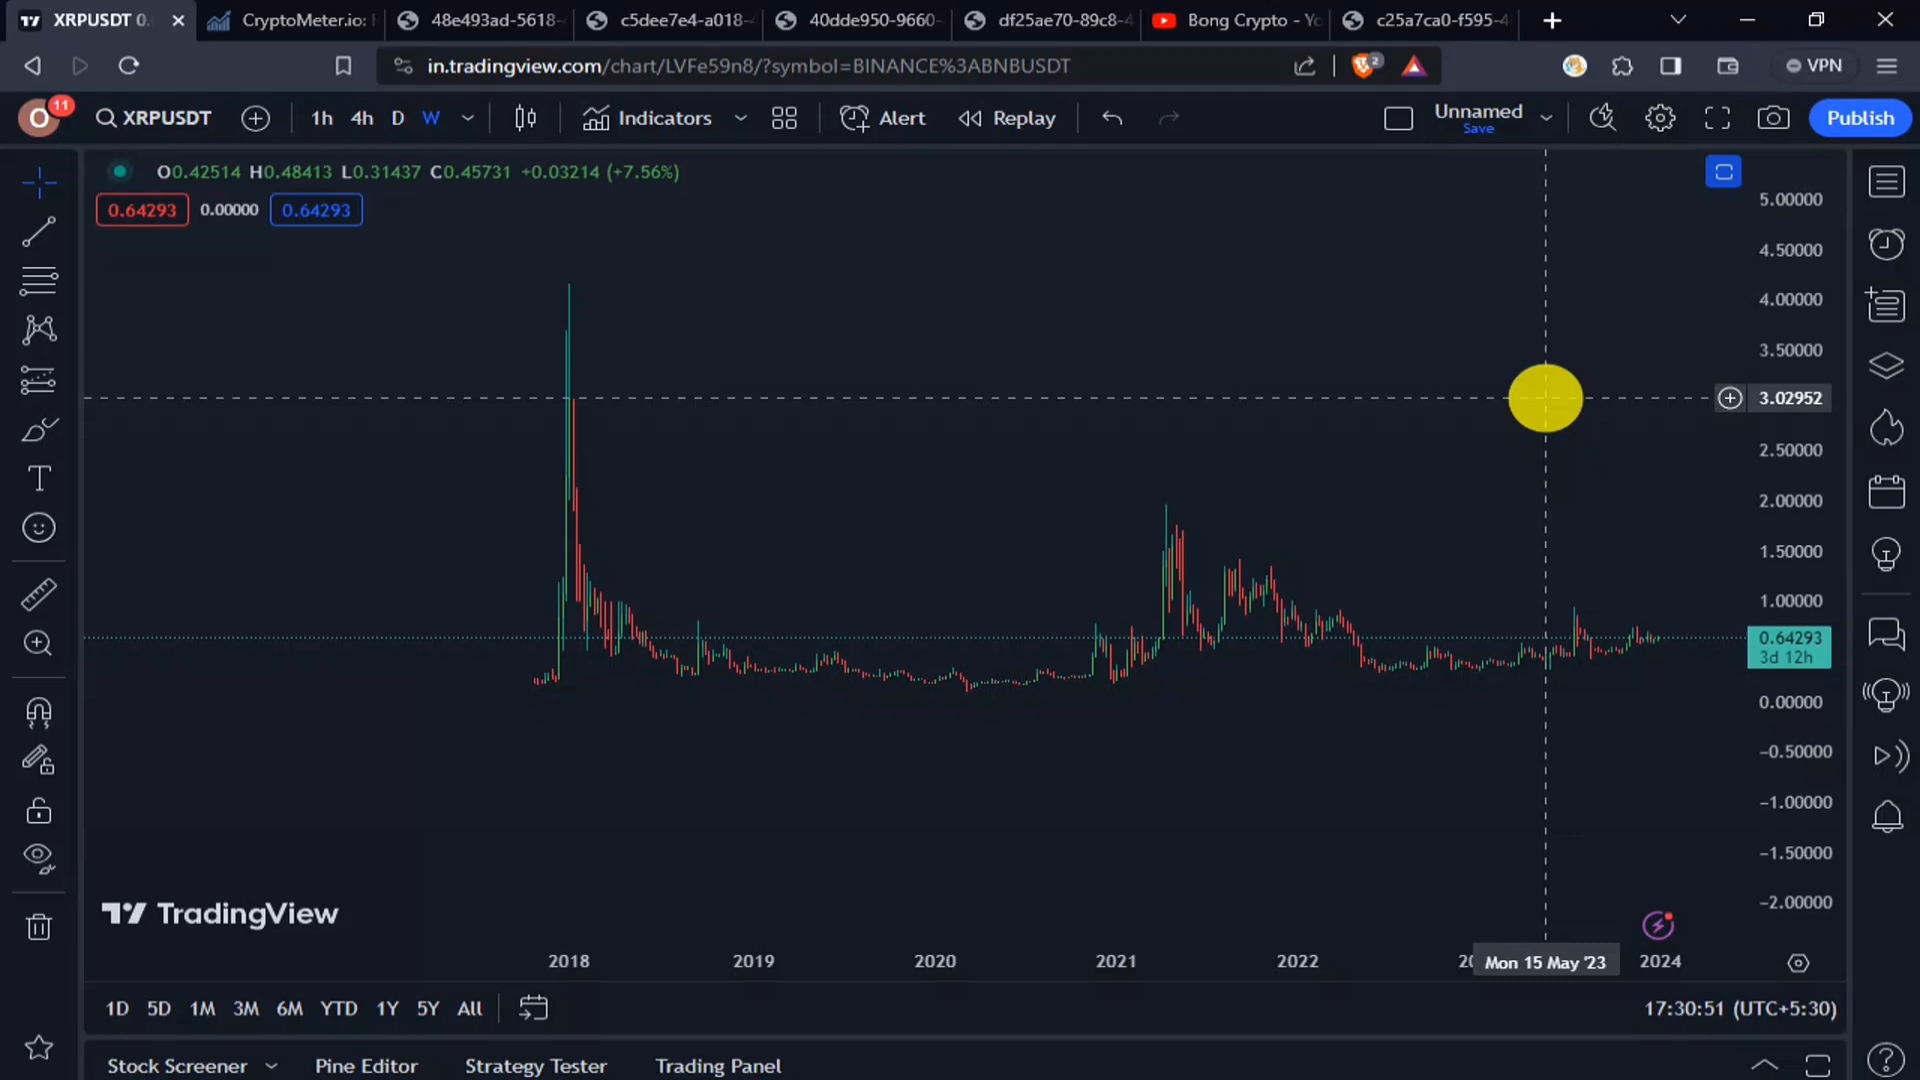 XRPUSDT 0.
CryptoMeter.io: F
48e493ad-5618-
c5dee7e4-a018-
40dde950-9660-
df25ae70-89c8-4
Bong Crypto - Yo
c25a7ca0-f595-4
in.tradingview.com/chart/LVFe59n8/?symbol=BINANCE%3ABNBUSDT
2
VPN
O
11
XRPUSDT
1h
4h
D
W
Indicators
Alert
Replay
Unnamed
Save
Publish
O0.42514 H0.48413 L0.31437 C0.45731 +0.03214 (+7.56%)
0.64293
0.00000
0.64293
5.00000
4.50000
4.00000
3.50000
3.02952
2.50000
2.00000
1.50000
1.00000
0.64293
3d 12h
0.00000
−0.50000
−1.00000
−1.50000
−2.00000
TradingView
2018
2019
2020
2021
2022
Mon 15 May '23
2024
1D
5D
1M
3M
6M
YTD
1Y
5Y
All
17:30:51 (UTC+5:30)
Stock Screener
Pine Editor
Strategy Tester
Trading Panel